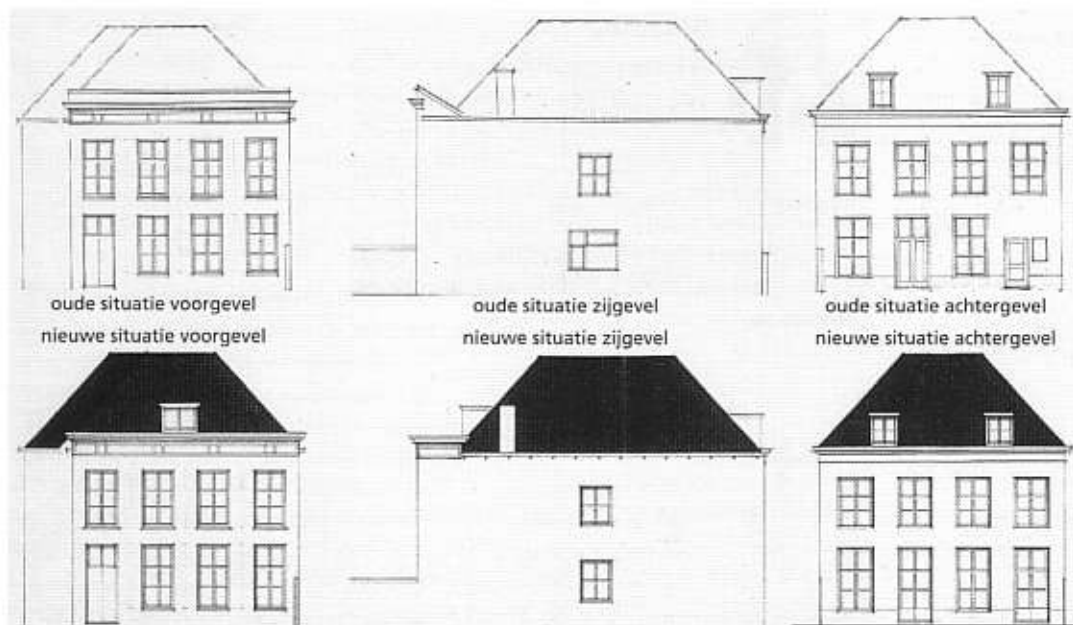 oude situatie voorgevel
oude situatie zijgevel
oude situatie achtergevel
nieuwe situatie voorgevel
nieuwe situatie zijgevel
nieuwe situatie achtergevel